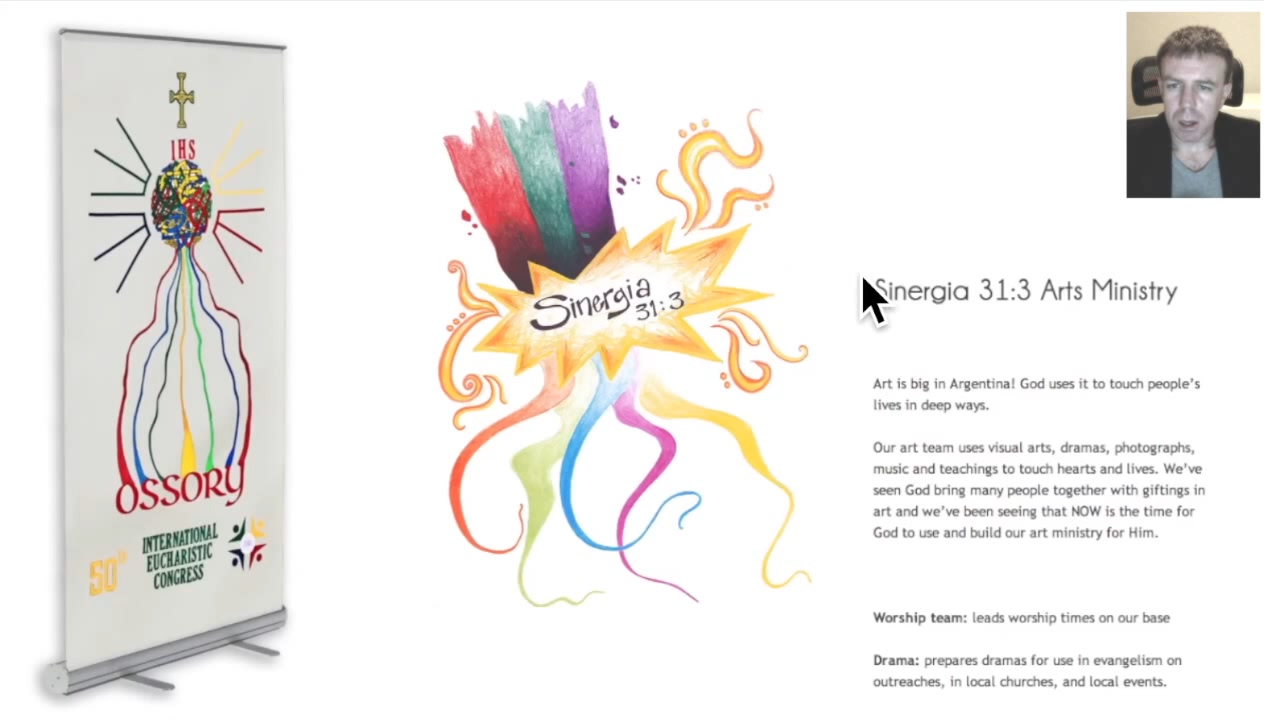 IHS
OSSORY
50th
INTERNATIONAL
EUCHARISTIC
CONGRESS
Sinergia
31:3
Sinergia 31:3 Arts Ministry
Art is big in Argentina! God uses it to touch people's
lives in deep ways.
Our art team uses visual arts, dramas, photographs,
music and teachings to touch hearts and lives. We've
seen God bring many people together with giftings in
art and we've been seeing that NOW is the time for
God to use and build our art ministry for Him.
Worship team: leads worship times on our base
Drama: prepares dramas for use in evangelism on
outreaches, in local churches, and local events.